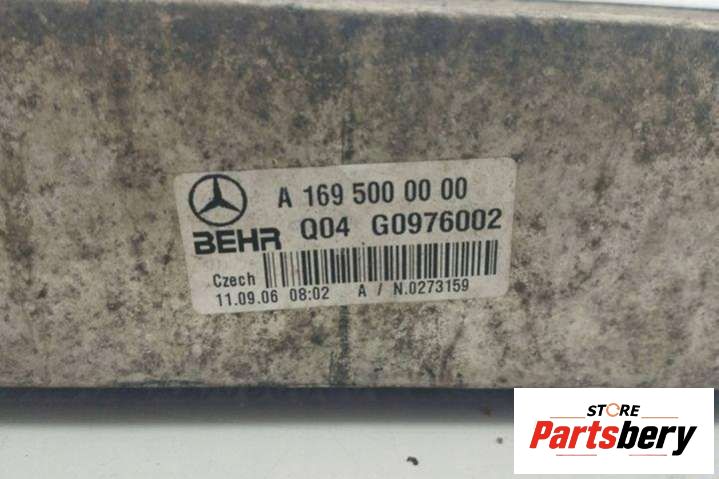 A 169 500 00 00
BEHR Q04 G0976002
Czech
11.09.06 08:02 A / N.0273159
STORE
Partsbery